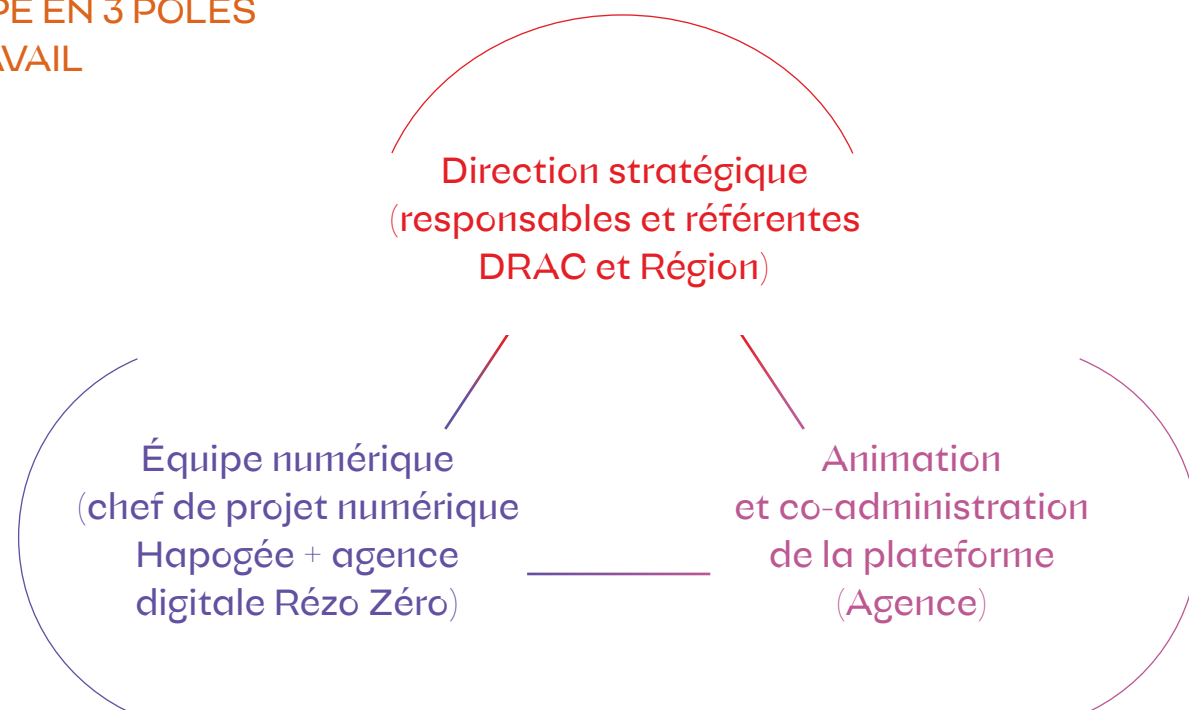 PE EN 3 PÔLES
AVAIL
Direction stratégique
(responsables et référentes
DRAC et Région)
Équipe numérique
(chef de projet numérique
Hapogée + agence
digitale Rézo Zéro)
Animation
et co-administration
de la plateforme
(Agence)